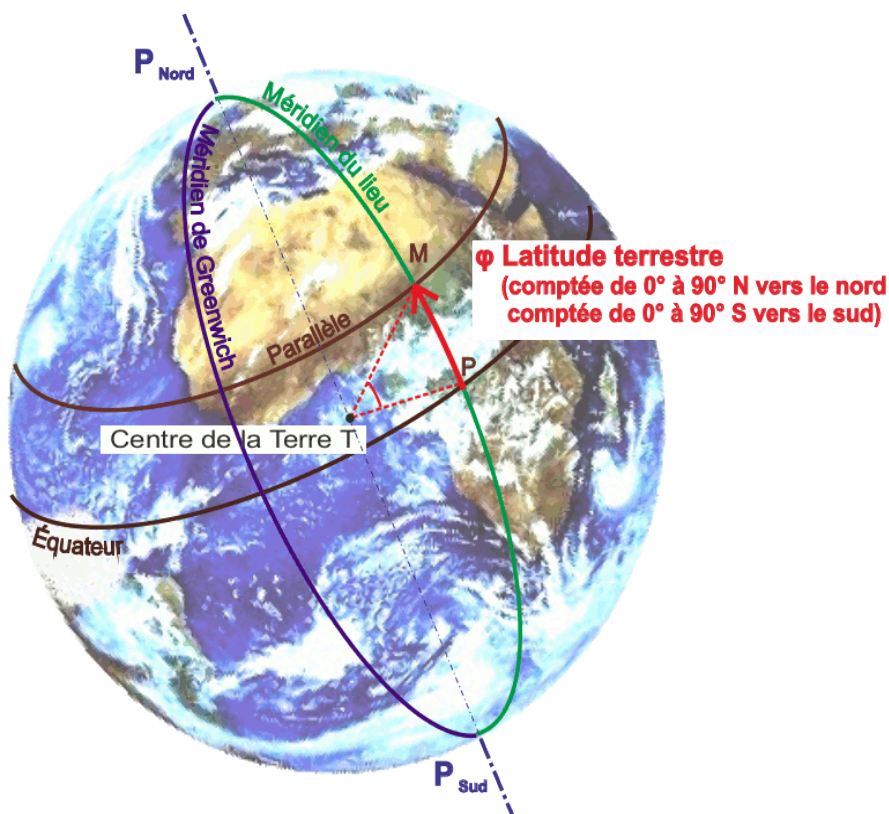 P Nord
Méridien du lieu
Méridien de Greenwich
M
φ Latitude terrestre
(comptée de 0° à 90° N vers le nord
comptée de 0° à 90° S vers le sud)
Parallèle
P
Centre de la Terre T
Équateur
P Sud